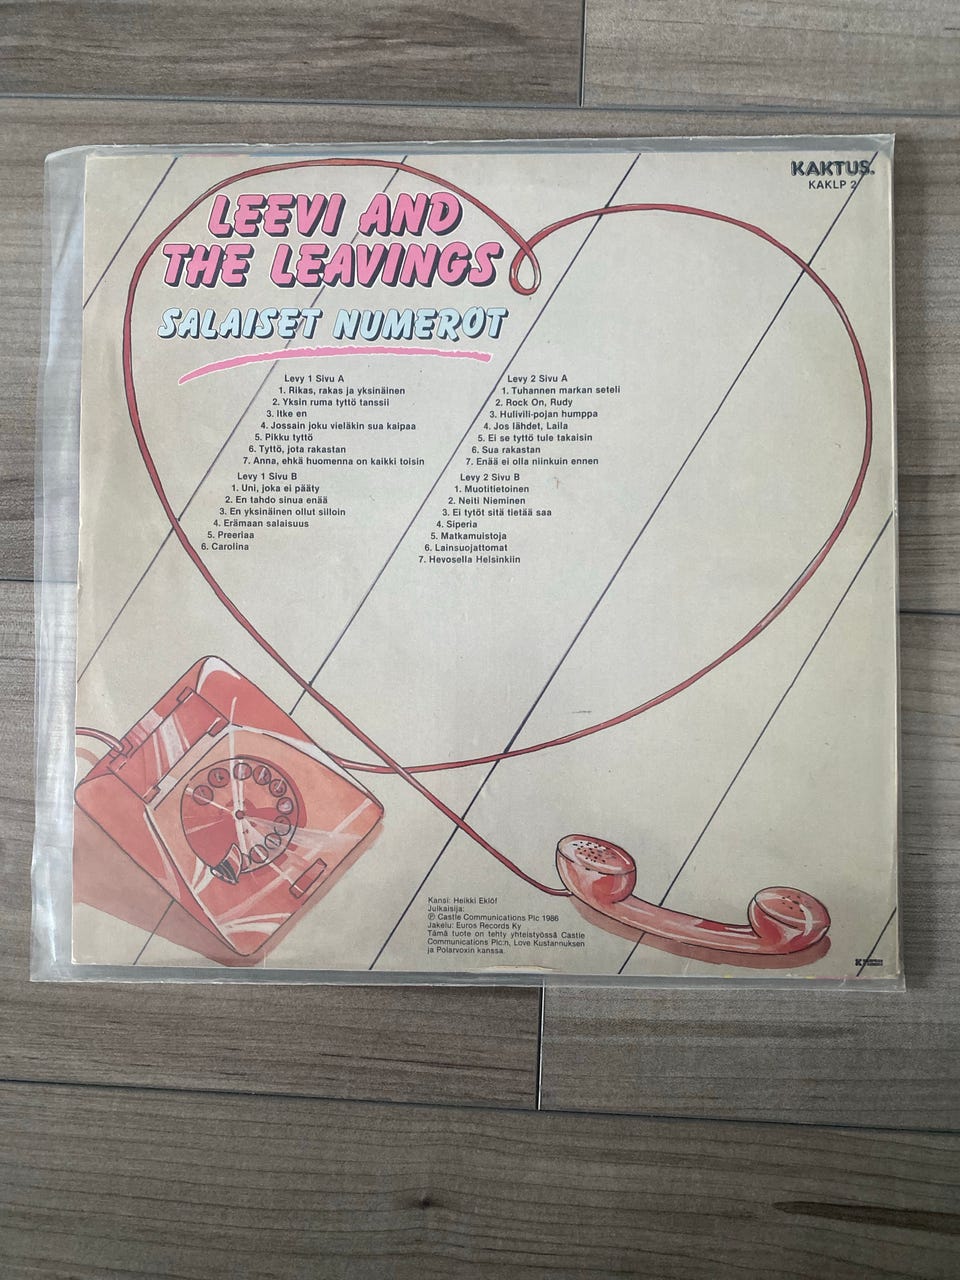 KAKTUS.
KAKLP 2
LEEVI AND
THE LEAVINGS
SALAISET NUMEROT
Levy 1 Sivu A
1. Rikas, rakas ja yksinäinen
2. Yksin ruma tyttö tanssii
3. Itke en
4. Jossain joku vieläkin sua kaipaa
5. Pikku tyttö
6. Tyttö, jota rakastan
7. Anna, ehkä huomenna on kaikki toisin
Levy 1 Sivu B
1. Uni, joka ei pääty
2. En tahdo sinua enää
3. En yksinäinen ollut silloin
4. Erämaan salaisuus
5. Preeriaa
6. Carolina
Levy 2 Sivu A
1. Tuhannen markan seteli
2. Rock On, Rudy
3. Hulivili-pojan humppa
4. Jos lähdet, Laila
5. Ei se tyttö tule takaisin
6. Sua rakastan
7. Enää ei olla niinkuin ennen
Levy 2 Sivu B
1. Muotitietoinen
2. Neiti Nieminen
3. Ei tytöt sitä tietää saa
4. Siperia
5. Matkamuistoja
6. Lainsuojattomat
7. Hevosella Helsinkiin
Kansi: Heikki Eklöf
Julkaisija:
℗ Castle Communications Plc 1986
Jakelu: Euros Records Ky
Tämä tuote on tehty yhteistyössä Castle
Communications Plc:n, Love Kustannuksen
ja Polarvoxin kanssa.